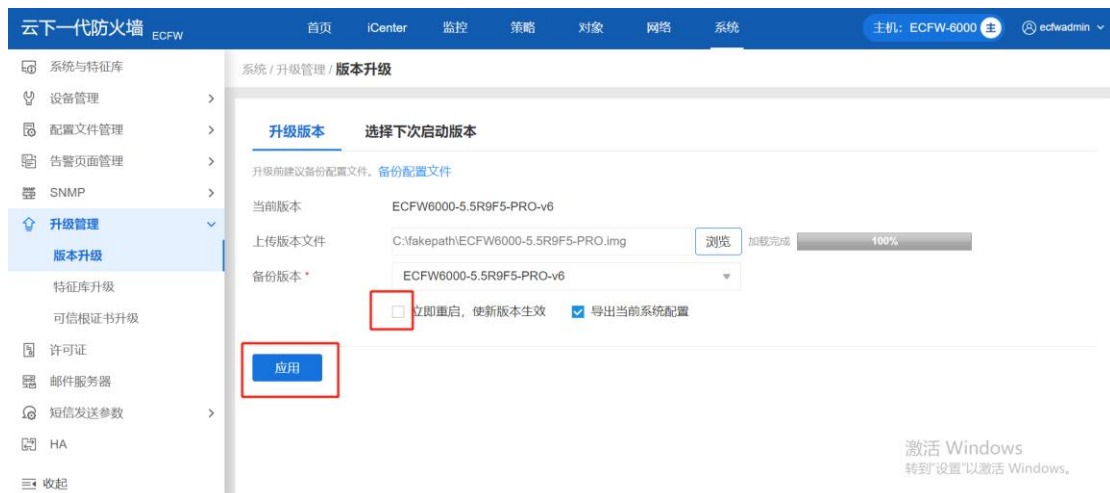 云下一代防火墙 ECFW 首页 iCenter 监控 策略 对象 网络 系统 主机: ECFW-6000 主 ecfwadmin
系统与特征库
设备管理
配置文件管理
告警页面管理
SNMP
升级管理
版本升级
特征库升级
可信根证书升级
许可证
邮件服务器
短信发送参数
HA
收起
系统 / 升级管理 / 版本升级
升级版本 选择下次启动版本
升级前建议备份配置文件。备份配置文件
当前版本 ECFW6000-5.5R9F5-PRO-v6
上传版本文件 C:\fakepath\ECFW6000-5.5R9F5-PRO.img 浏览 加载完成 100%
备份版本 * ECFW6000-5.5R9F5-PRO-v6
立即重启，使新版本生效 导出当前系统配置
应用
激活 Windows
转到"设置"以激活 Windows。